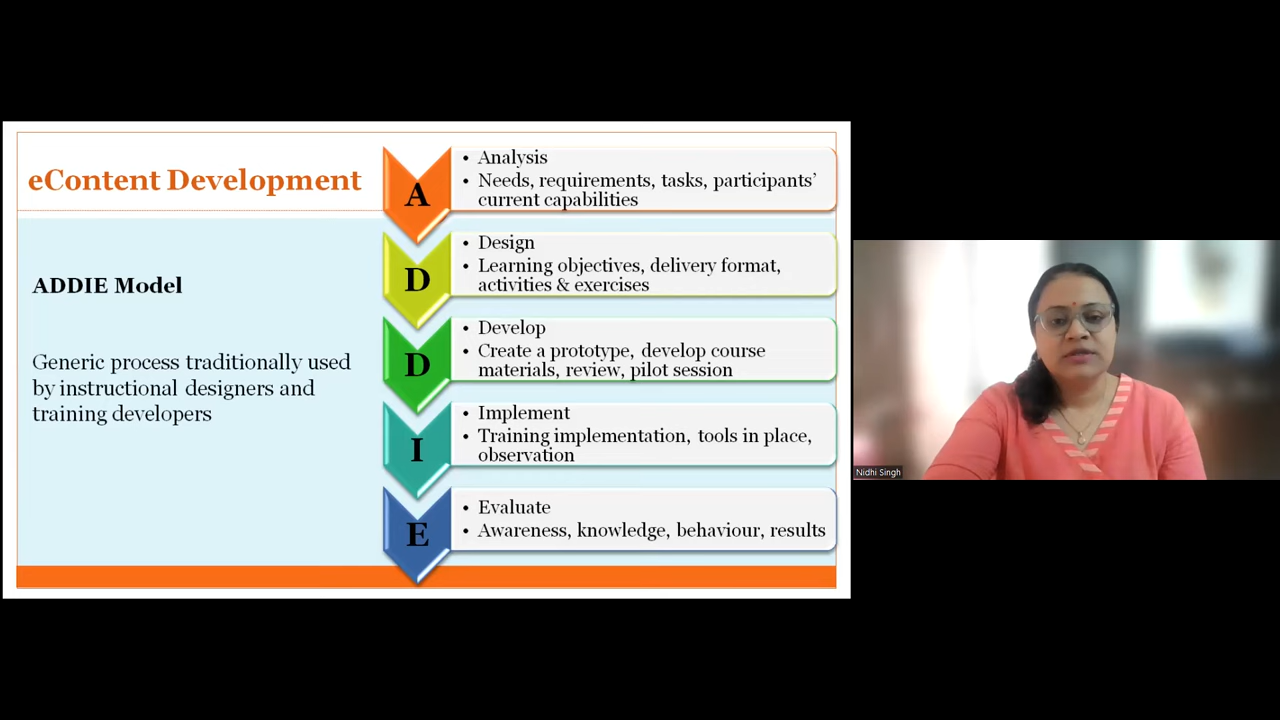 eContent Development
ADDIE Model
Generic process traditionally used
by instructional designers and
training developers
A
• Analysis
• Needs, requirements, tasks, participants’
current capabilities
D
• Design
• Learning objectives, delivery format,
activities & exercises
D
• Develop
• Create a prototype, develop course
materials, review, pilot session
I
• Implement
• Training implementation, tools in place,
observation
E
• Evaluate
• Awareness, knowledge, behaviour, results
Nidhi Singh